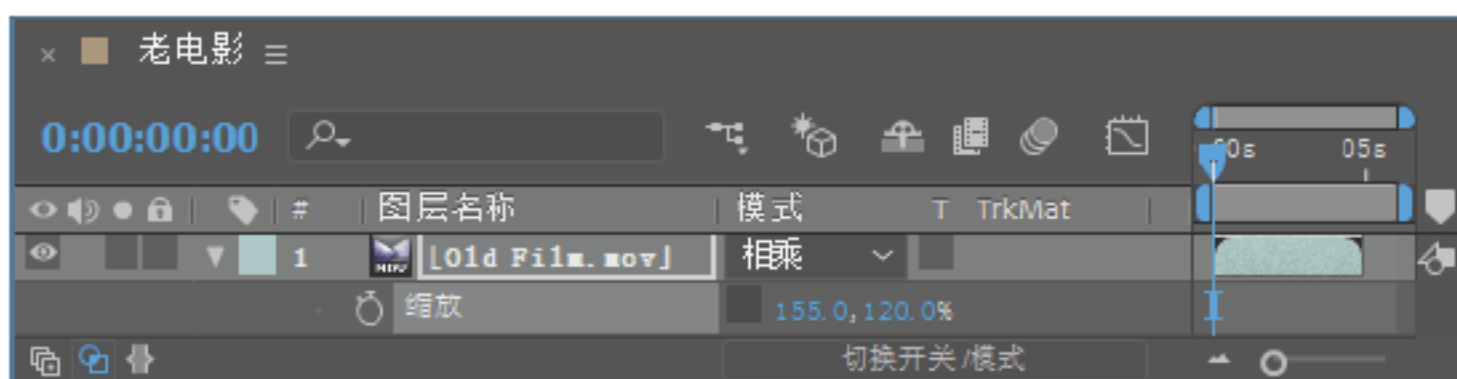 × 老电影 ≡
0:00:00:00
00s 05s
# 图层名称 模式 T TrkMat
1 [Old Film.mov] 相乘
缩放 155.0,120.0%
切换开关/模式